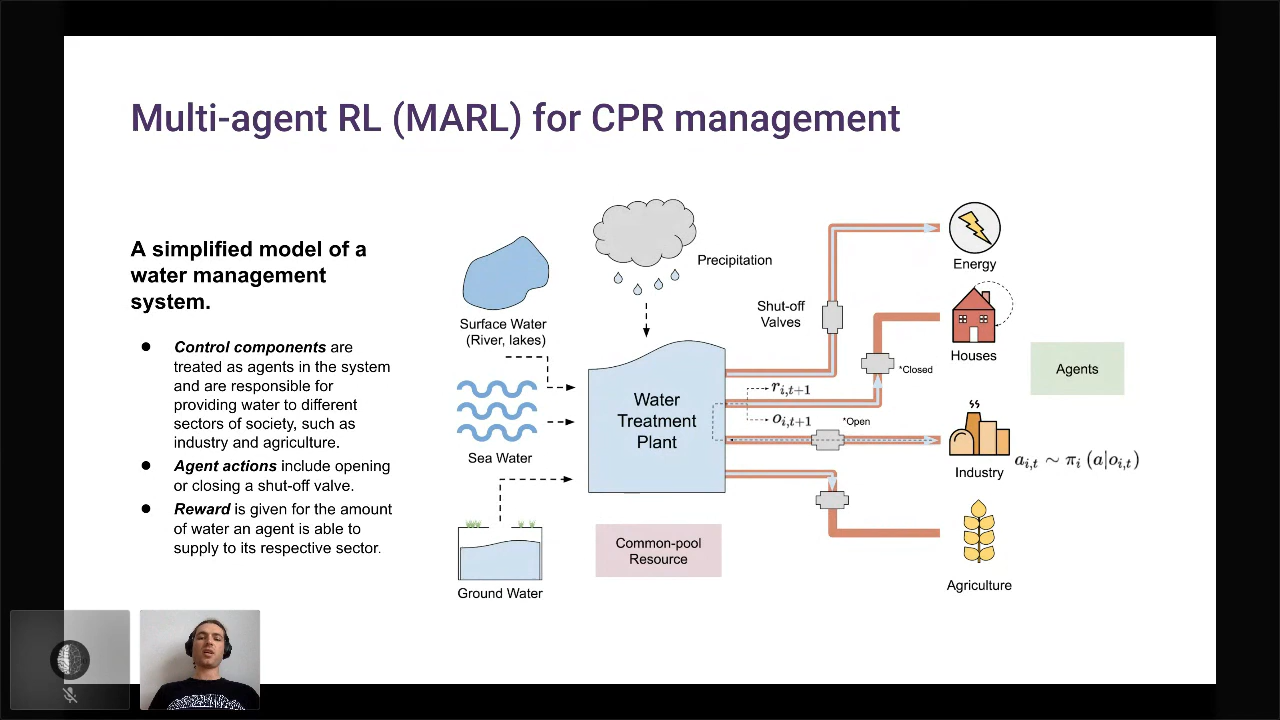 Multi-agent RL (MARL) for CPR management
A simplified model of a
water management
system.
● Control components are
treated as agents in the system
and are responsible for
providing water to different
sectors of society, such as
industry and agriculture.
● Agent actions include opening
or closing a shut-off valve.
● Reward is given for the amount
of water an agent is able to
supply to its respective sector.
Surface Water
(River, lakes)
Sea Water
Ground Water
Precipitation
Water
Treatment
Plant
Common-pool
Resource
Shut-off
Valves
r_{i,t+1}
o_{i,t+1}
*Closed
*Open
Energy
Houses
Industry
Agriculture
Agents
a_{i,t} ∼ π_i (a|o_{i,t})